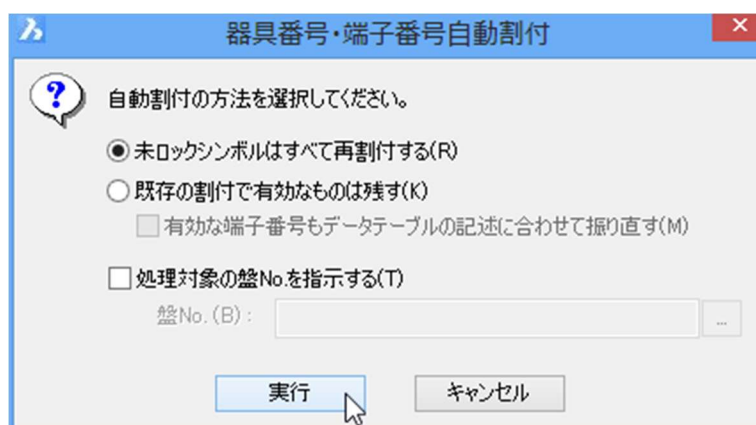 器具番号・端子番号自動割付
自動割付の方法を選択してください。
未ロックシンボルはすべて再割付する(R)
既存の割付で有効なものは残す(K)
有効な端子番号もデータテーブルの記述に合わせて振り直す(M)
処理対象の盤No.を指示する(T)
盤No.(B):
...
実行
キャンセル